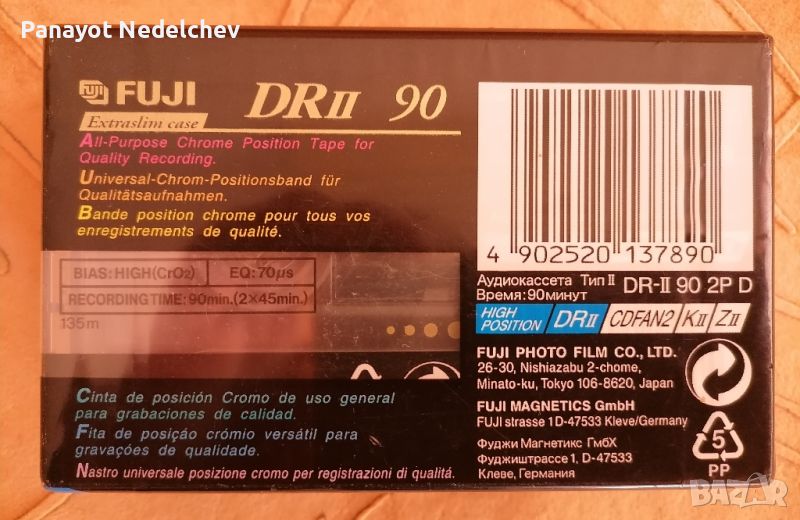 Panayot Nedelchev
FUJI DRII 90
Extraslim case
All-Purpose Chrome Position Tape for
Quality Recording.
Universal-Chrom-Positionsband für
Qualitätsaufnahmen.
Bande position chrome pour tous vos
enregistrements de qualité.
BIAS: HIGH(CrO2) EQ: 70µs
RECORDING TIME: 90min.(2×45min.)
135m
Cinta de posición Cromo de uso general
para grabaciones de calidad.
Fita de posição crómio versátil para
gravações de qualidade.
Nastro universale posizione cromo per registrazioni di qualitá.
4 902520 137890
Аудиокассета Тип II DR-II 90 2P D
Время: 90минут
HIGH POSITION DRII CDFAN2 KII ZII
FUJI PHOTO FILM CO., LTD.
26-30, Nishiazabu 2-chome,
Minato-ku, Tokyo 106-8620, Japan
FUJI MAGNETICS GmbH
FUJI strasse 1 D-47533 Kleve/Germany
Фуджи Магнетикс ГмбХ
Фуджиштрассе 1, D-47533
Клеве, Германия
5
PP
BAZAR